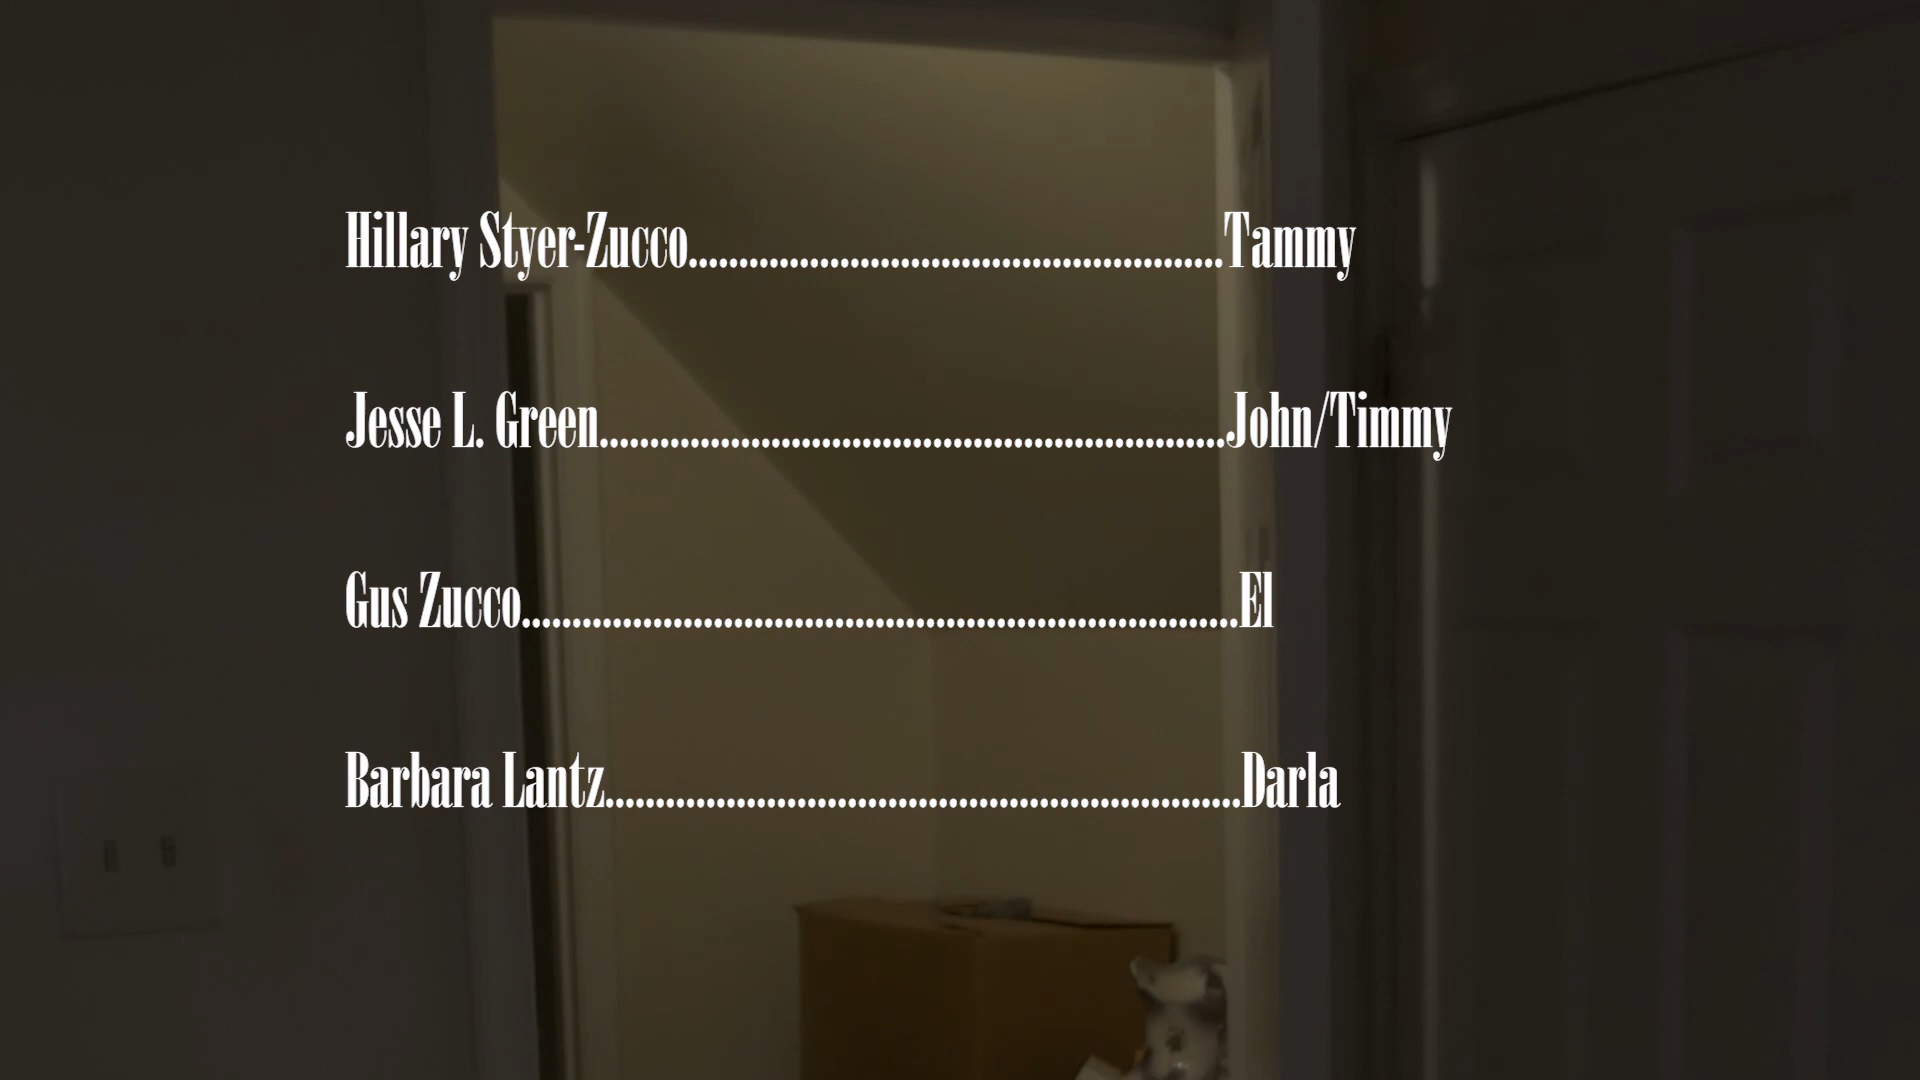 Hillary Styer-Zucco.....................................................Tammy
Jesse L. Green..............................................................John/Timmy
Gus Zucco.......................................................................El
Barbara Lantz...............................................................Darla